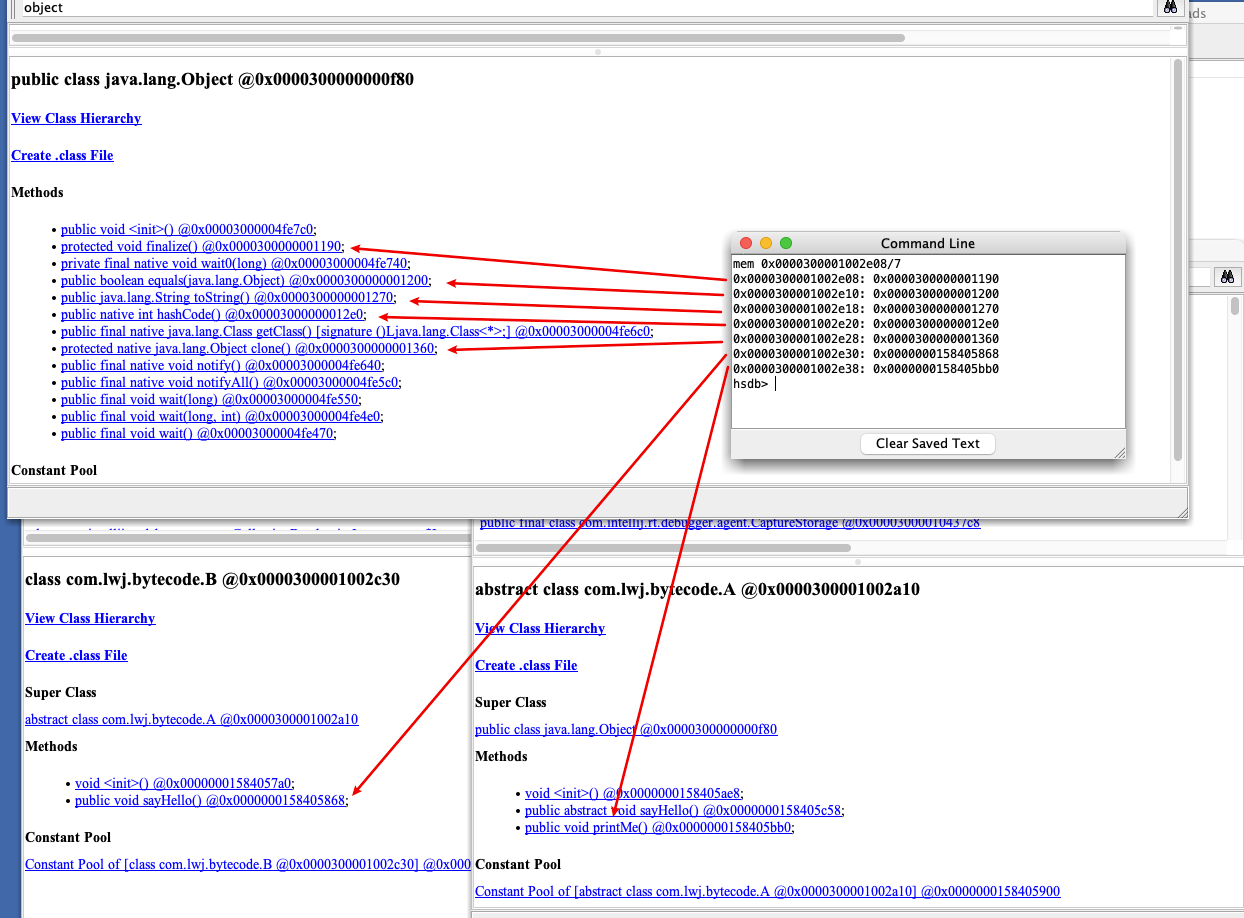 object
ads
public class java.lang.Object @0x0000300000000f80
View Class Hierarchy
Create .class File
Methods
public void <init>() @0x00003000004fe7c0;
protected void finalize() @0x0000300000001190;
private final native void wait0(long) @0x00003000004fe740;
public boolean equals(java.lang.Object) @0x0000300000001200;
public java.lang.String toString() @0x0000300000001270;
public native int hashCode() @0x00003000000012e0;
public final native java.lang.Class getClass() [signature ()Ljava.lang.Class<*>;] @0x00003000004fe6c0;
protected native java.lang.Object clone() @0x0000300000001360;
public final native void notify() @0x00003000004fe640;
public final native void notifyAll() @0x00003000004fe5c0;
public final void wait(long) @0x00003000004fe550;
public final void wait(long, int) @0x00003000004fe4e0;
public final void wait() @0x00003000004fe470;
Constant Pool
Command Line
mem 0x0000300001002e08/7
0x0000300001002e08: 0x0000300000001190
0x0000300001002e10: 0x0000300000001200
0x0000300001002e18: 0x0000300000001270
0x0000300001002e20: 0x00003000000012e0
0x0000300001002e28: 0x0000300000001360
0x0000300001002e30: 0x0000000158405868
0x0000300001002e38: 0x0000000158405bb0
hsdb>
Clear Saved Text
public final class com.intellij.rt.debugger.agent.CaptureStorage @0x00003000010437c8
class com.lwj.bytecode.B @0x0000300001002c30
View Class Hierarchy
Create .class File
Super Class
abstract class com.lwj.bytecode.A @0x0000300001002a10
Methods
void <init>() @0x00000001584057a0;
public void sayHello() @0x0000000158405868;
Constant Pool
Constant Pool of [class com.lwj.bytecode.B @0x0000300001002c30] @0x000
abstract class com.lwj.bytecode.A @0x0000300001002a10
View Class Hierarchy
Create .class File
Super Class
public class java.lang.Object @0x0000300000000f80
Methods
void <init>() @0x0000000158405ae8;
public abstract void sayHello() @0x0000000158405c58;
public void printMe() @0x0000000158405bb0;
Constant Pool
Constant Pool of [abstract class com.lwj.bytecode.A @0x0000300001002a10] @0x0000000158405900